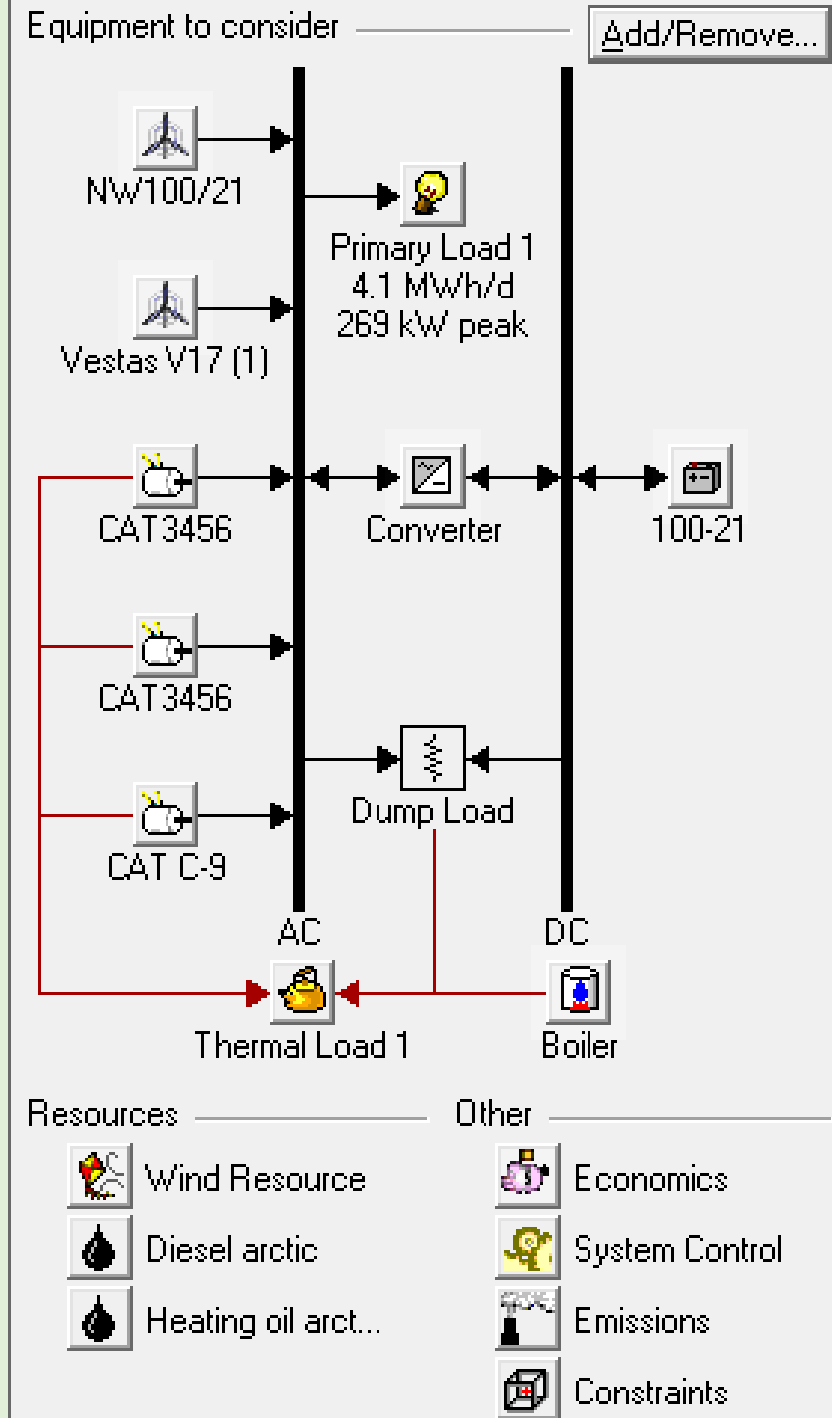 Equipment to consider
Add/Remove...
NW100/21
Primary Load 1
4.1 MWh/d
269 kW peak
Vestas V17 (1)
CAT3456
Converter
100-21
CAT3456
Dump Load
CAT C-9
AC
DC
Thermal Load 1
Boiler
Resources
Other
Wind Resource
Economics
Diesel arctic
System Control
Heating oil arct...
Emissions
Constraints